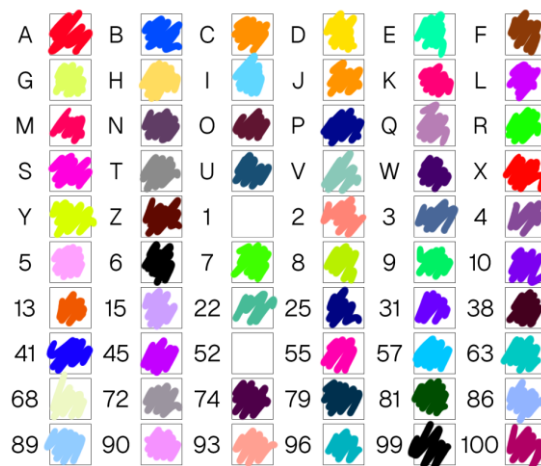 A B C D E F
G H I J K L
M N O P Q R
S T U V W X
Y Z 1 2 3 4
5 6 7 8 9 10
13 15 22 25 31 38
41 45 52 55 57 63
68 72 74 79 81 86
89 90 93 96 99 100